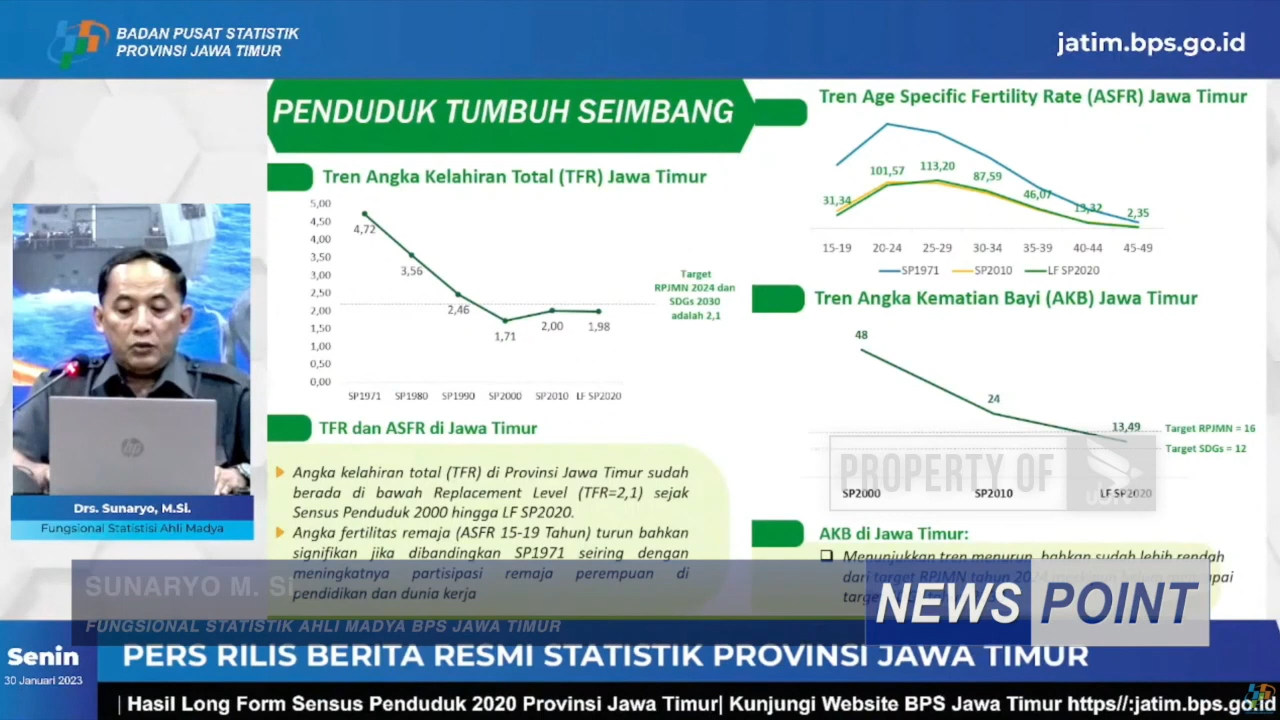 BADAN PUSAT STATISTIK
PROVINSI JAWA TIMUR
jatim.bps.go.id
PENDUDUK TUMBUH SEIMBANG
Tren Angka Kelahiran Total (TFR) Jawa Timur
5,00
4,50
4,00
3,50
3,00
2,50
2,00
1,50
1,00
0,50
0,00
4,72
3,56
2,46
1,71
2,00
1,98
Target
RPJMN 2024 dan
SDGs 2030
adalah 2,1
SP1971 SP1980 SP1990 SP2000 SP2010 LF SP2020
TFR dan ASFR di Jawa Timur
Angka kelahiran total (TFR) di Provinsi Jawa Timur sudah
berada di bawah Replacement Level (TFR=2,1) sejak
Sensus Penduduk 2000 hingga LF SP2020.
Angka fertilitas remaja (ASFR 15-19 Tahun) turun bahkan
signifikan jika dibandingkan SP1971 seiring dengan
meningkatnya partisipasi remaja perempuan di
pendidikan dan dunia kerja
Tren Age Specific Fertility Rate (ASFR) Jawa Timur
31,34 101,57 113,20 87,59 46,07 13,32 2,35
15-19 20-24 25-29 30-34 35-39 40-44 45-49
SP1971 SP2010 LF SP2020
Tren Angka Kematian Bayi (AKB) Jawa Timur
48
24
13,49
Target RPJMN = 16
Target SDGs = 12
PROPERTY OF
SP2000 SP2010 LF SP2020
AKB di Jawa Timur:
Menunjukkan tren menurun, bahkan sudah lebih rendah
dari target RPJMN tahun 2024
hp
Drs. Sunaryo, M.Si.
Fungsional Statistisi Ahli Madya
SUNARYO M. Si
FUNGSIONAL STATISTIK AHLI MADYA BPS JAWA TIMUR
NEWS POINT
Senin
30 Januari 2023
PERS RILIS BERITA RESMI STATISTIK PROVINSI JAWA TIMUR
| Hasil Long Form Sensus Penduduk 2020 Provinsi Jawa Timur| Kunjungi Website BPS Jawa Timur https//:jatim.bps.go.id